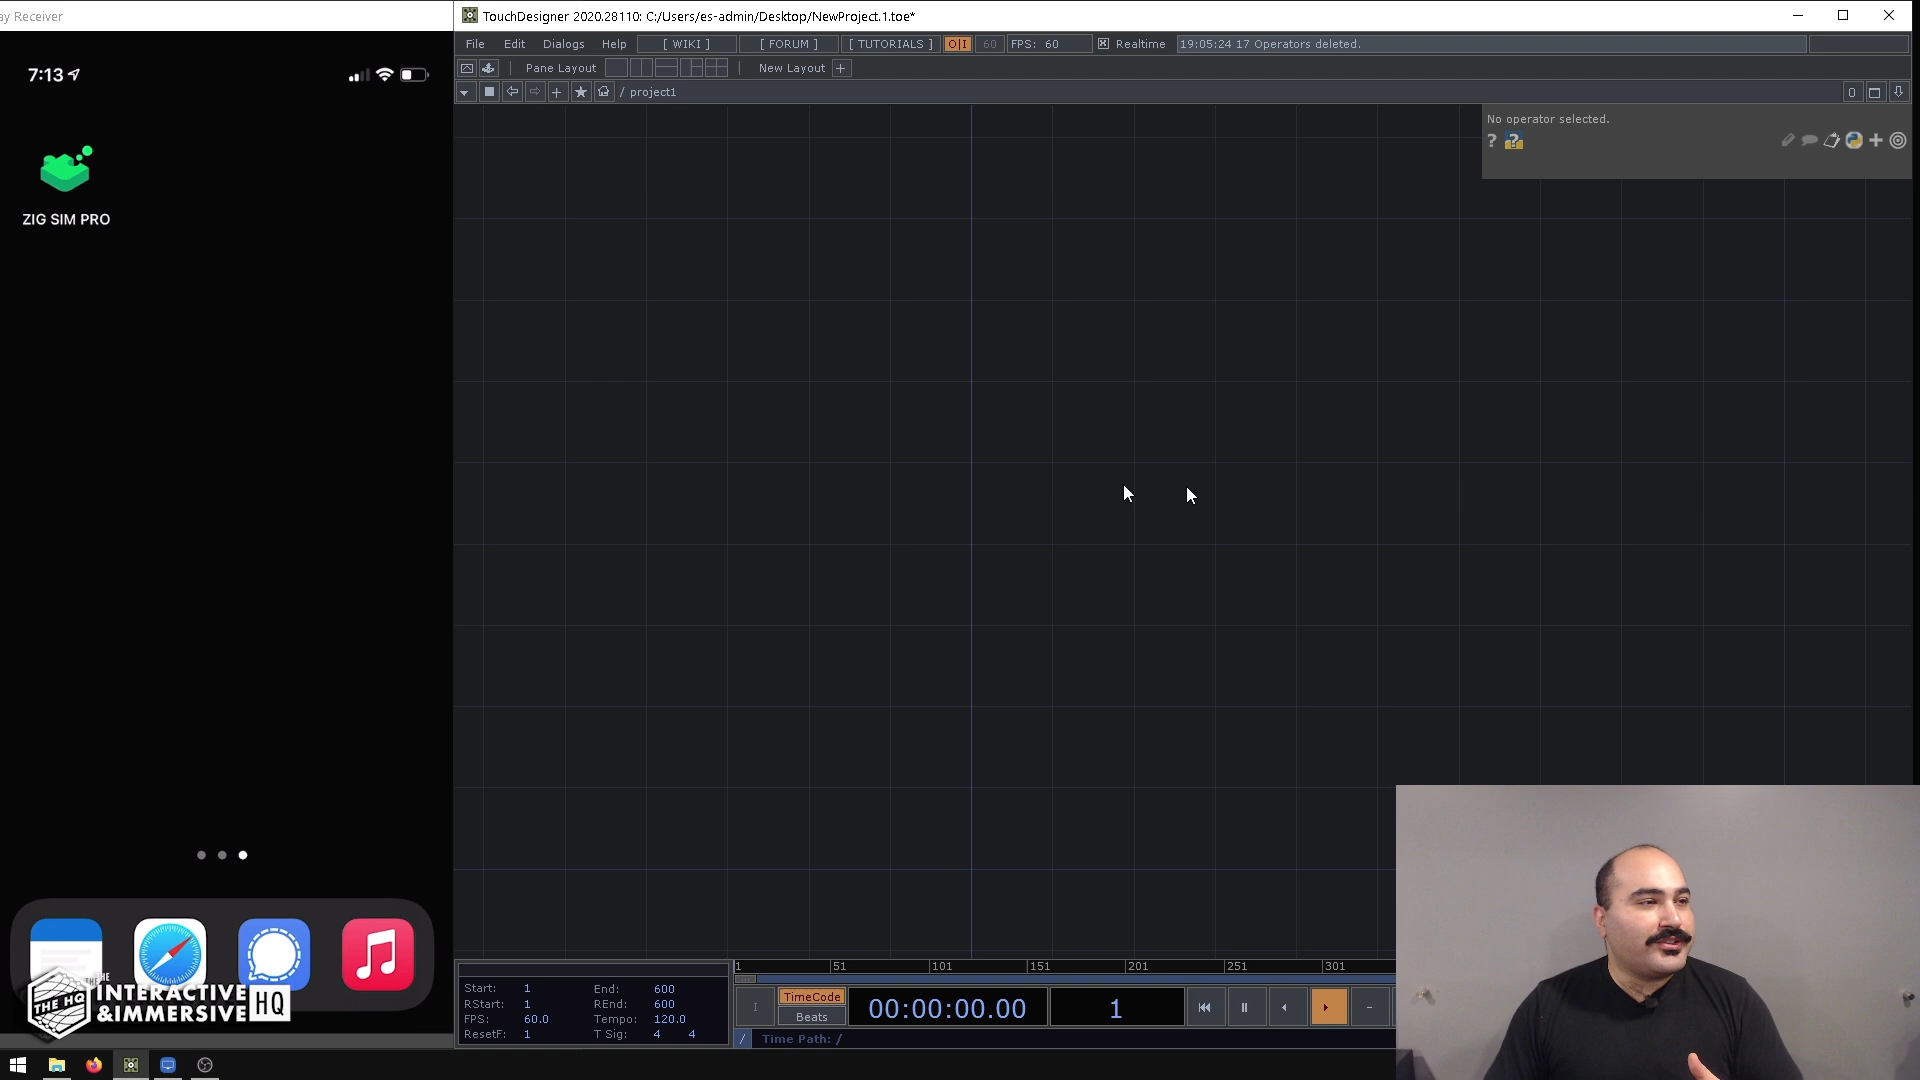 ay Receiver
TouchDesigner 2020.28110: C:/Users/es-admin/Desktop/NewProject.1.toe*
File Edit Dialogs Help [ WIKI ] [ FORUM ] [ TUTORIALS ] O|I 60 FPS: 60 Realtime 19:05:24 17 Operators deleted.
Pane Layout New Layout +
/ project1 0
No operator selected.
7:13
ZIG SIM PRO
THE
INTERACTIVE
&IMMERSIVE HQ
THE HQ
Start: 1 End: 600
RStart: 1 REnd: 600
FPS: 60.0 Tempo: 120.0
ResetF: 1 T Sig: 4 4
1 51 101 151 201 251 301
TimeCode
Beats
00:00:00.00 1
/ Time Path: /